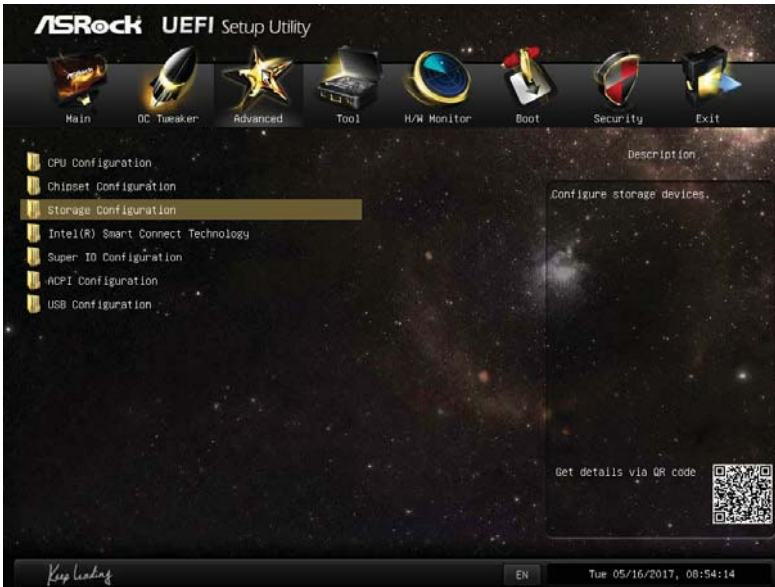 ASRock UEFI Setup Utility
Main OC Tweaker Advanced Tool H/W Monitor Boot Security Exit
CPU Configuration
Chipset Configuration
Storage Configuration
Intel(R) Smart Connect Technology
Super IO Configuration
ACPI Configuration
USB Configuration
Description
Configure storage devices.
Get details via QR code
Keep Leading
EN
Tue 05/16/2017, 08:54:14